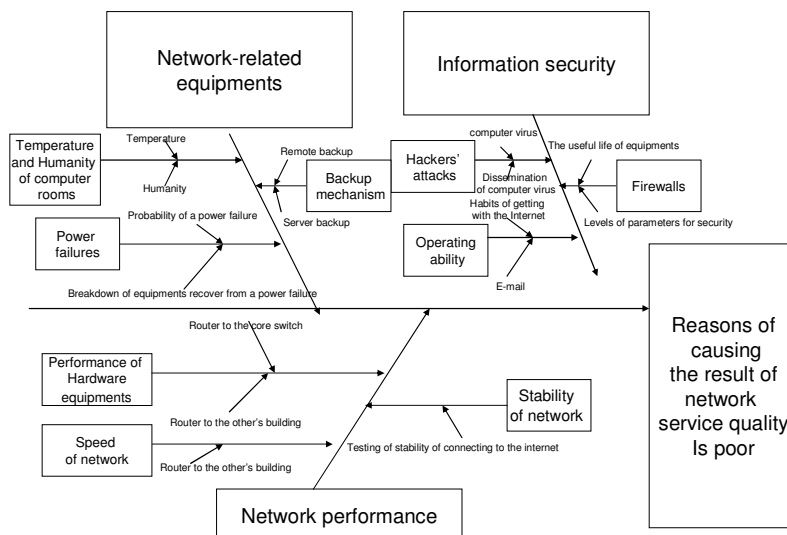 Network-related
equipments
Information security
Temperature
and Humanity
of computer
rooms
Temperature
Humanity
Remote backup
Backup
mechanism
Server backup
Hackers'
attacks
computer virus
Dissemination
of computer virus
The useful life of equipments
Firewalls
Levels of parameters for security
Power
failures
Probability of a power failure
Breakdown of equipments recover from a power failure
Operating
ability
Habits of getting
with the Internet
E-mail
Reasons of
causing
the result of
network
service quality
Is poor
Performance of
Hardware
equipments
Router to the core switch
Router to the other's building
Stability
of network
Testing of stability of connecting to the internet
Speed
of network
Router to the other's building
Network performance